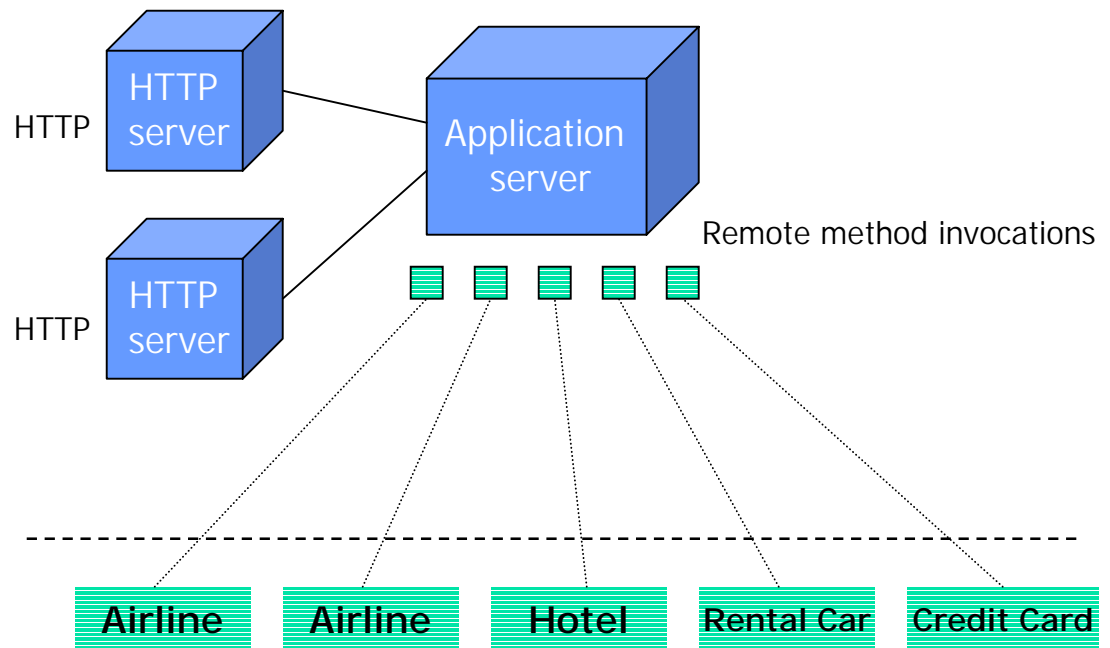 HTTP
HTTP
server
Application
server
Remote method invocations
HTTP
HTTP
server
Airline
Airline
Hotel
Rental Car
Credit Card